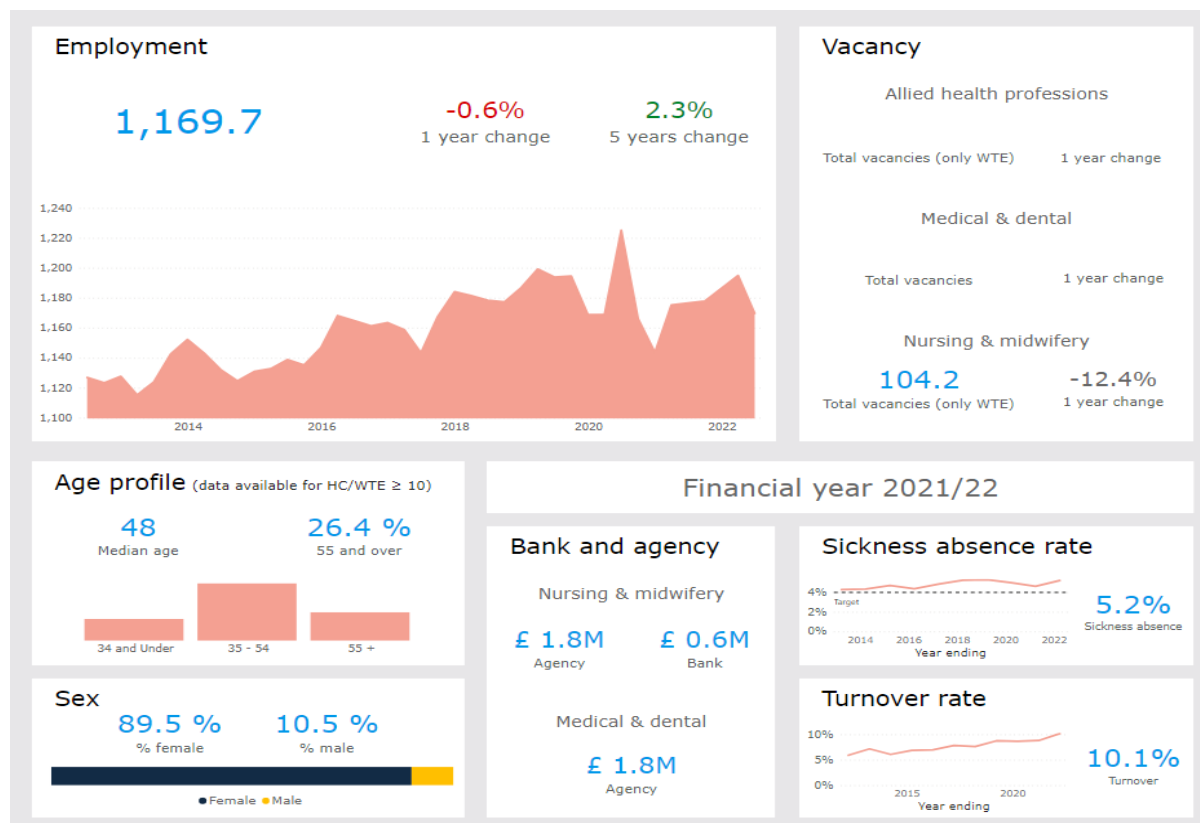 Employment
1,169.7
-0.6%
1 year change
2.3%
5 years change
1,240
1,220
1,200
1,180
1,160
1,140
1,120
1,100
2014 2016 2018 2020 2022
Vacancy
Allied health professions
Total vacancies (only WTE) 1 year change
Medical & dental
Total vacancies 1 year change
Nursing & midwifery
104.2 -12.4%
Total vacancies (only WTE) 1 year change
Age profile (data available for HC/WTE ≥ 10)
48 26.4 %
Median age 55 and over
34 and Under 35 - 54 55 +
Sex
89.5 % 10.5 %
% female % male
Female Male
Financial year 2021/22
Bank and agency
Nursing & midwifery
£ 1.8M £ 0.6M
Agency Bank
Medical & dental
£ 1.8M
Agency
Sickness absence rate
4%
Target
2%
0%
2014 2016 2018 2020 2022
Year ending
5.2%
Sickness absence
Turnover rate
10%
5%
0%
2015 2020
Year ending
10.1%
Turnover